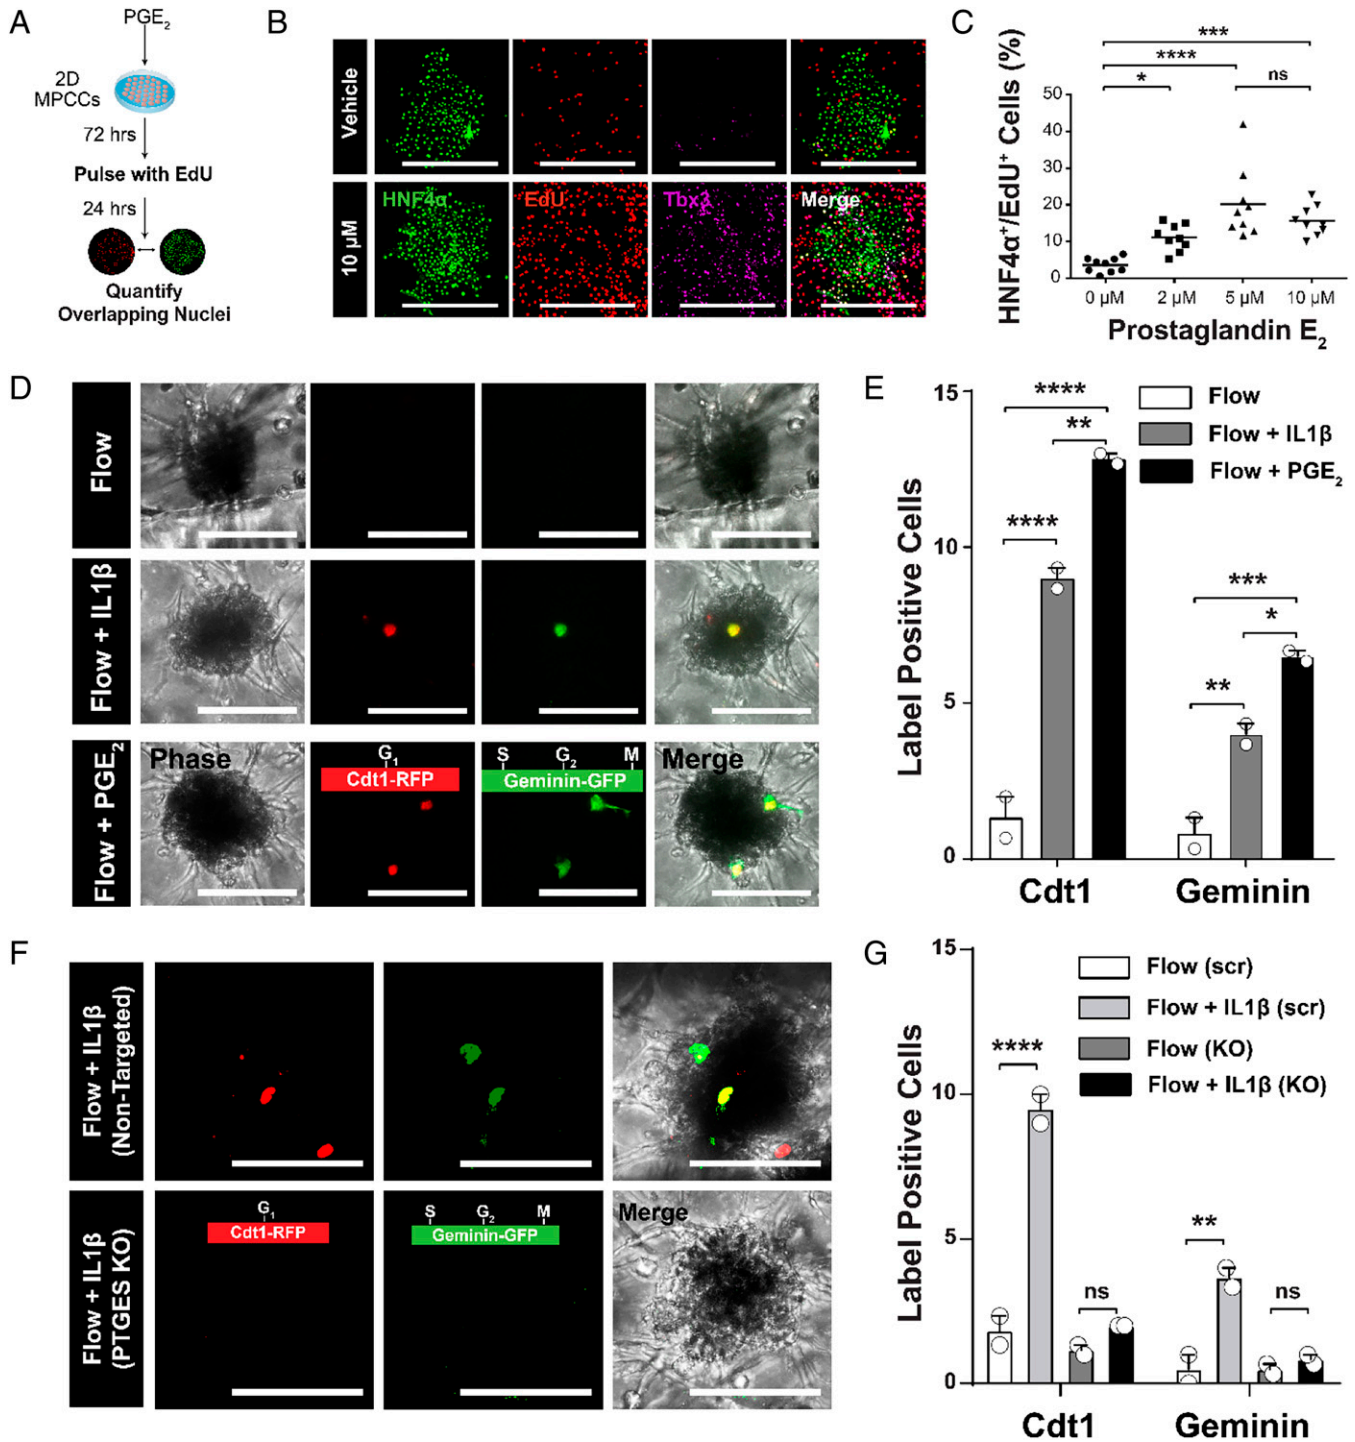 A
PGE2
2D
MPCCs
72 hrs
Pulse with EdU
24 hrs
Quantify
Overlapping Nuclei
B
Vehicle
10 µM
HNF4α
EdU
Tbx3
Merge
C
HNF4α+/EdU+ Cells (%)
***
****
*
ns
50
40
30
20
10
0
0 µM
2 µM
5 µM
10 µM
Prostaglandin E2
D
Flow
Flow + IL1β
Flow + PGE2
Phase
G1
Cdt1-RFP
S G2 M
Geminin-GFP
Merge
E
Label Positive Cells
15
10
5
0
Flow
Flow + IL1β
Flow + PGE2
****
**
****
***
*
**
Cdt1
Geminin
F
Flow + IL1β
(Non-Targeted)
Flow + IL1β
(PTGES KO)
G1
Cdt1-RFP
S G2 M
Geminin-GFP
Merge
G
Label Positive Cells
15
10
5
0
Flow (scr)
Flow + IL1β (scr)
Flow (KO)
Flow + IL1β (KO)
****
ns
**
ns
Cdt1
Geminin